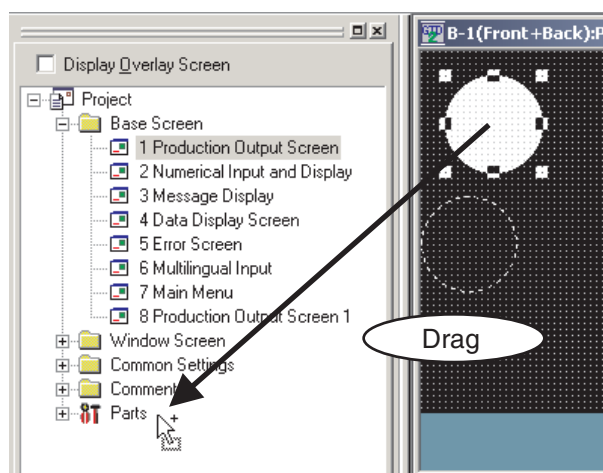 B-1(Front+Back):P
Display Overlay Screen
Project
Base Screen
1 Production Output Screen
2 Numerical Input and Display
3 Message Display
4 Data Display Screen
5 Error Screen
6 Multilingual Input
7 Main Menu
8 Production Output Screen 1
Window Screen
Common Settings
Comment
Parts
Drag